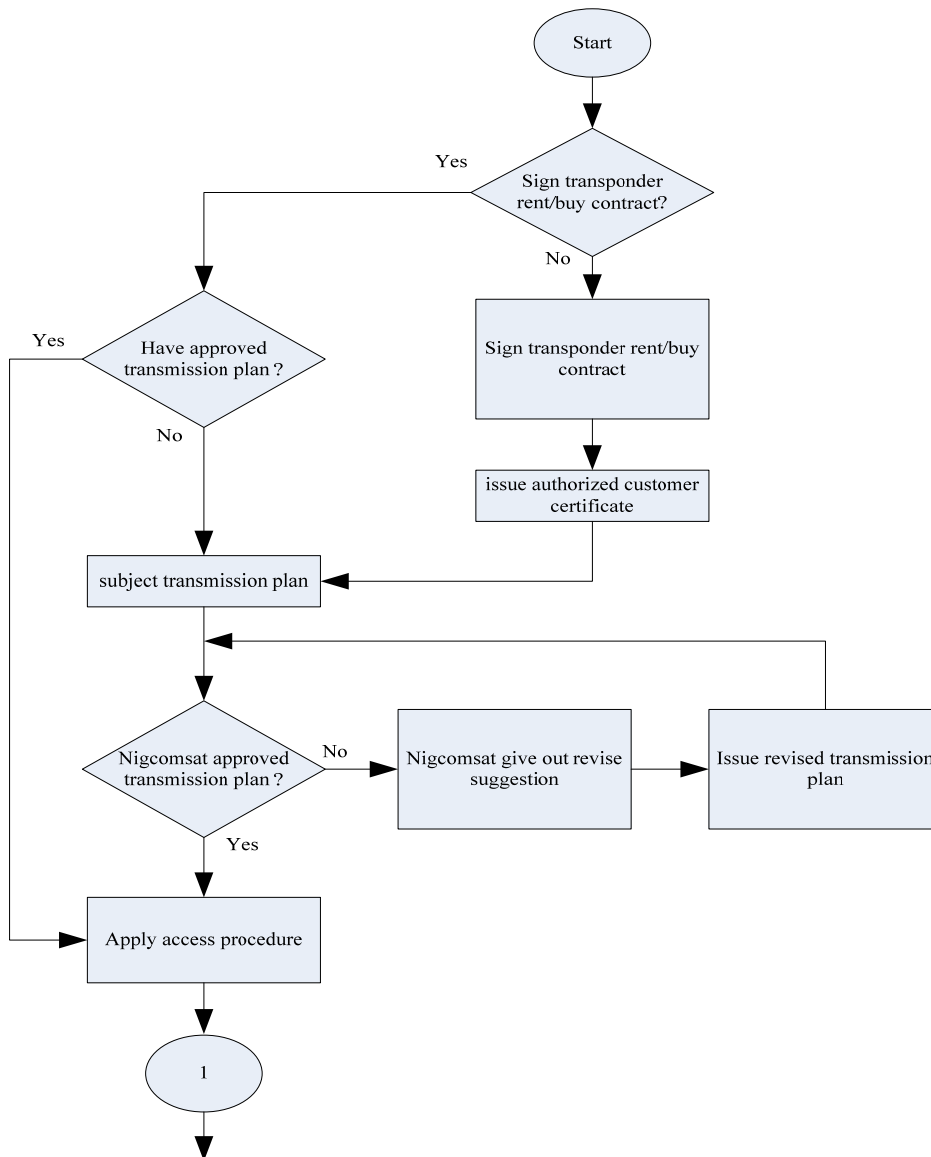 Start
Yes
Sign transponder
rent/buy contract?
No
Yes
Have approved
transmission plan ?
Sign transponder rent/buy
contract
No
issue authorized customer
certificate
subject transmission plan
Nigcomsat approved
transmission plan ?
No
Nigcomsat give out revise
suggestion
Issue revised transmission
plan
Yes
Apply access procedure
1